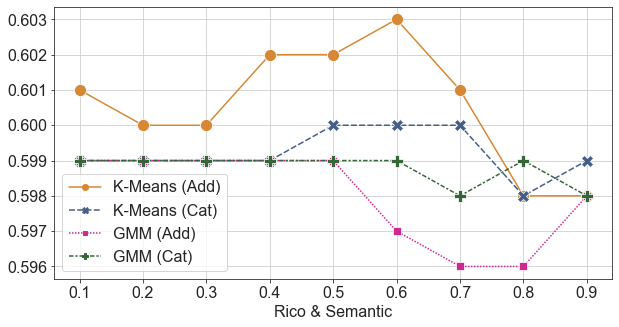 0.603
0.602
0.601
0.600
0.599
0.598
0.597
0.596
K-Means (Add)
K-Means (Cat)
GMM (Add)
GMM (Cat)
0.1 0.2 0.3 0.4 0.5 0.6 0.7 0.8 0.9
Rico & Semantic